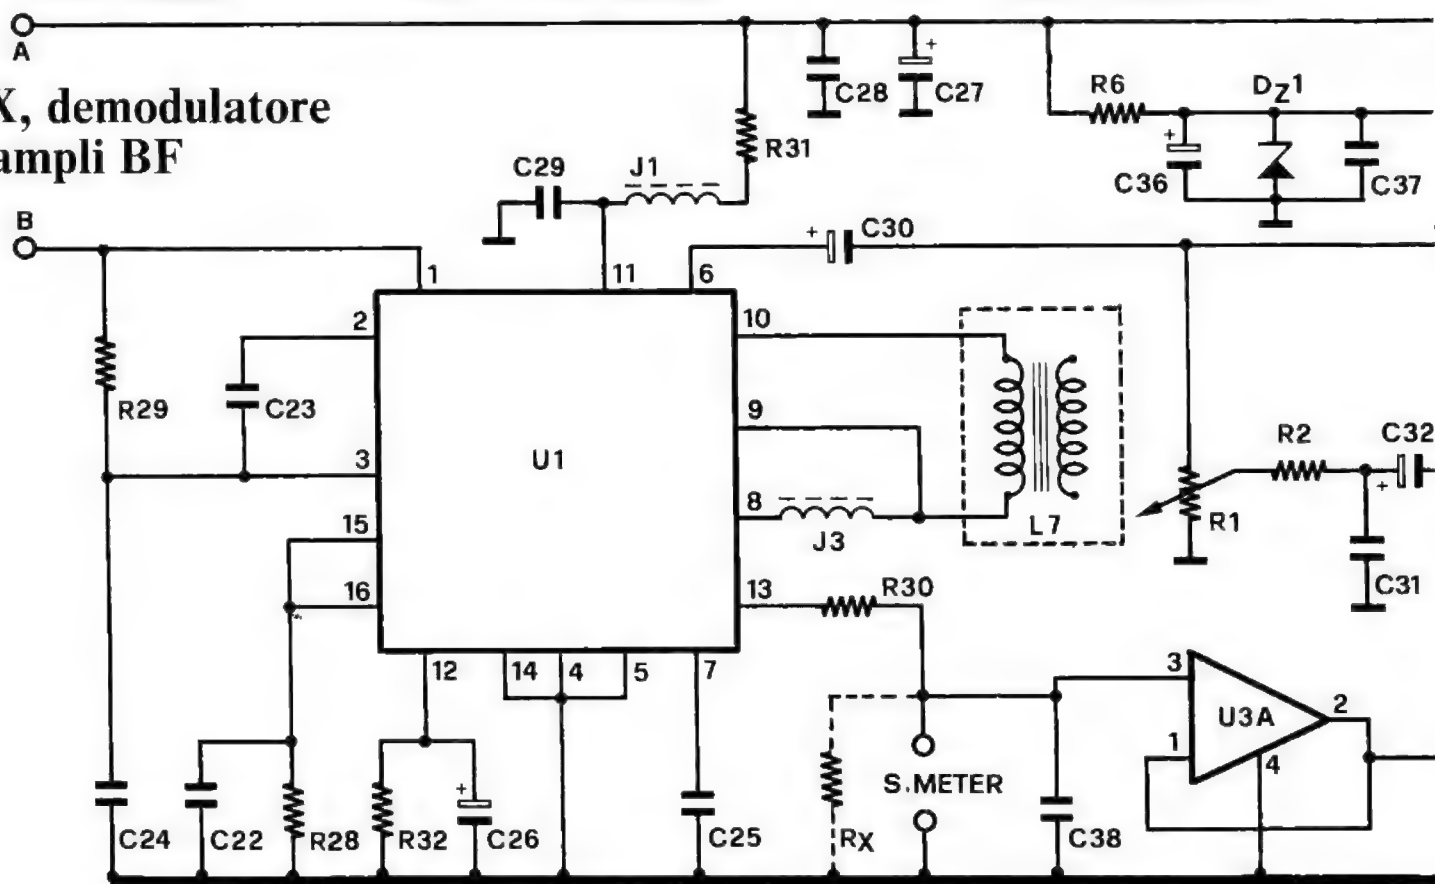 A
X, demodulatore
ampli BF
R31
C28
+
C27
R6
DZ1
+
C36
C37
C29
J1
B
+
C30
1
11
6
2
10
R29
C23
9
3
U1
8
J3
L7
R1
R2
C32
+
C31
15
16
13
R30
12
14
4
5
7
3
U3A
2
1
4
S.METER
C24
C22
R28
R32
+
C26
C25
RX
C38